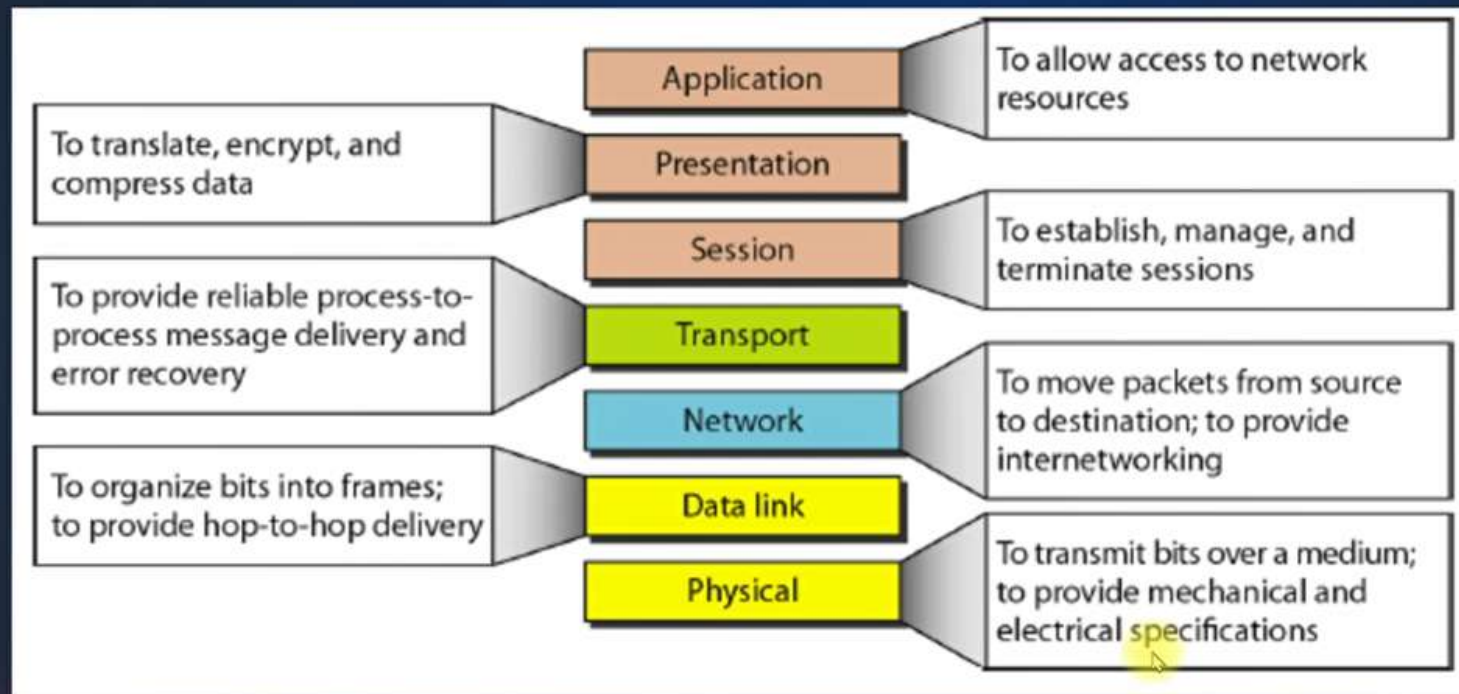 Application
To allow access to network
resources
To translate, encrypt, and
compress data
Presentation
Session
To establish, manage, and
terminate sessions
To provide reliable process-to-
process message delivery and
error recovery
Transport
Network
To move packets from source
to destination; to provide
internetworking
To organize bits into frames;
to provide hop-to-hop delivery
Data link
Physical
To transmit bits over a medium;
to provide mechanical and
electrical specifications